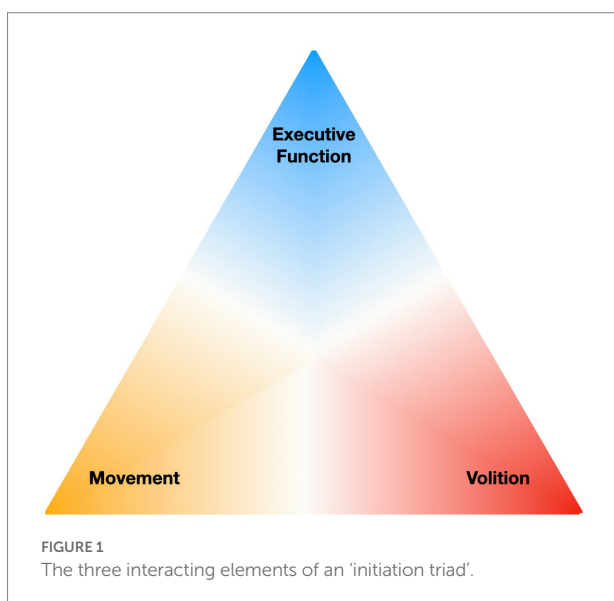 Executive
Function
Movement
Volition
FIGURE 1
The three interacting elements of an ‘initiation triad’.